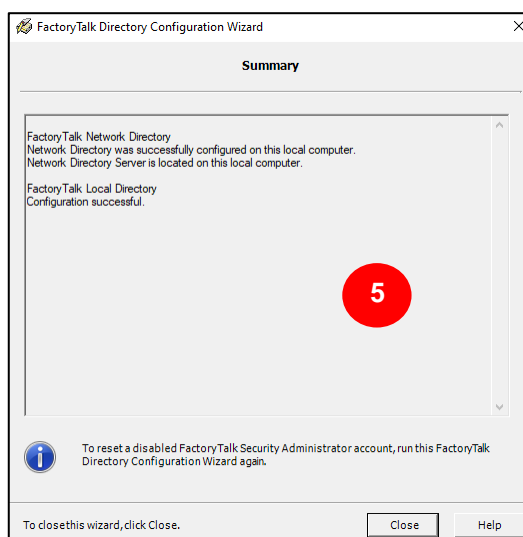 FactoryTalk Directory Configuration Wizard
Summary
FactoryTalk Network Directory
Network Directory was successfully configured on this local computer.
Network Directory Server is located on this local computer.
FactoryTalk Local Directory
Configuration successful.
5
To reset a disabled FactoryTalk Security Administrator account, run this FactoryTalk
Directory Configuration Wizard again.
To close this wizard, click Close.
Close
Help